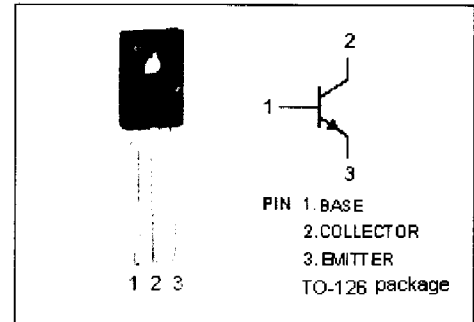 2
1
3
PIN 1.BASE
2.COLLECTOR
3.EMITTER
TO-126 package
1 2 3